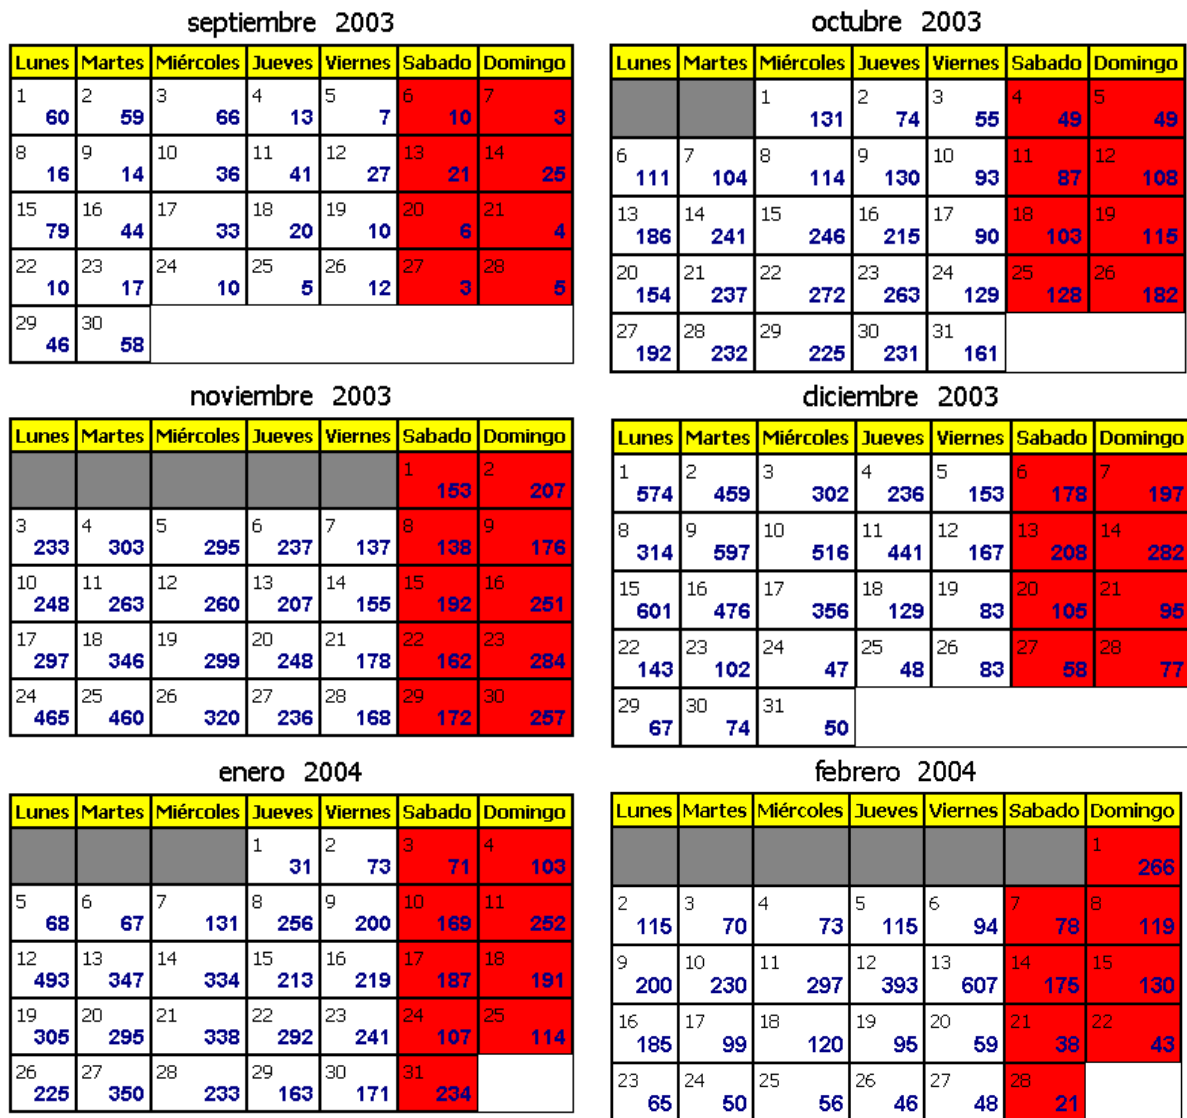 septiembre 2003
Lunes Martes Miércoles Jueves Viernes Sabado Domingo
1 60 2 59 3 66 4 13 5 7 6 10 7 3
8 16 9 14 10 36 11 41 12 27 13 21 14 25
15 79 16 44 17 33 18 20 19 10 20 6 21 4
22 10 23 17 24 10 25 5 26 12 27 3 28 5
29 46 30 58
octubre 2003
Lunes Martes Miércoles Jueves Viernes Sabado Domingo
1 131 2 74 3 55 4 49 5 49
6 111 7 104 8 114 9 130 10 93 11 87 12 108
13 186 14 241 15 246 16 215 17 90 18 103 19 115
20 154 21 237 22 272 23 263 24 129 25 128 26 182
27 192 28 232 29 225 30 231 31 161
noviembre 2003
Lunes Martes Miércoles Jueves Viernes Sabado Domingo
1 153 2 207
3 233 4 303 5 295 6 237 7 137 8 138 9 176
10 248 11 263 12 260 13 207 14 155 15 192 16 251
17 297 18 346 19 299 20 248 21 178 22 162 23 284
24 465 25 460 26 320 27 236 28 168 29 172 30 257
diciembre 2003
Lunes Martes Miércoles Jueves Viernes Sabado Domingo
1 574 2 459 3 302 4 236 5 153 6 178 7 197
8 314 9 597 10 516 11 441 12 167 13 208 14 282
15 601 16 476 17 356 18 129 19 83 20 105 21 95
22 143 23 102 24 47 25 48 26 83 27 58 28 77
29 67 30 74 31 50
enero 2004
Lunes Martes Miércoles Jueves Viernes Sabado Domingo
1 31 2 73 3 71 4 103
5 68 6 67 7 131 8 256 9 200 10 169 11 252
12 493 13 347 14 334 15 213 16 219 17 187 18 191
19 305 20 295 21 338 22 292 23 241 24 107 25 114
26 225 27 350 28 233 29 163 30 171 31 234
febrero 2004
Lunes Martes Miércoles Jueves Viernes Sabado Domingo
1 266
2 115 3 70 4 73 5 115 6 94 7 78 8 119
9 200 10 230 11 297 12 393 13 607 14 175 15 130
16 185 17 99 18 120 19 95 20 59 21 38 22 43
23 65 24 50 25 56 26 46 27 48 28 21